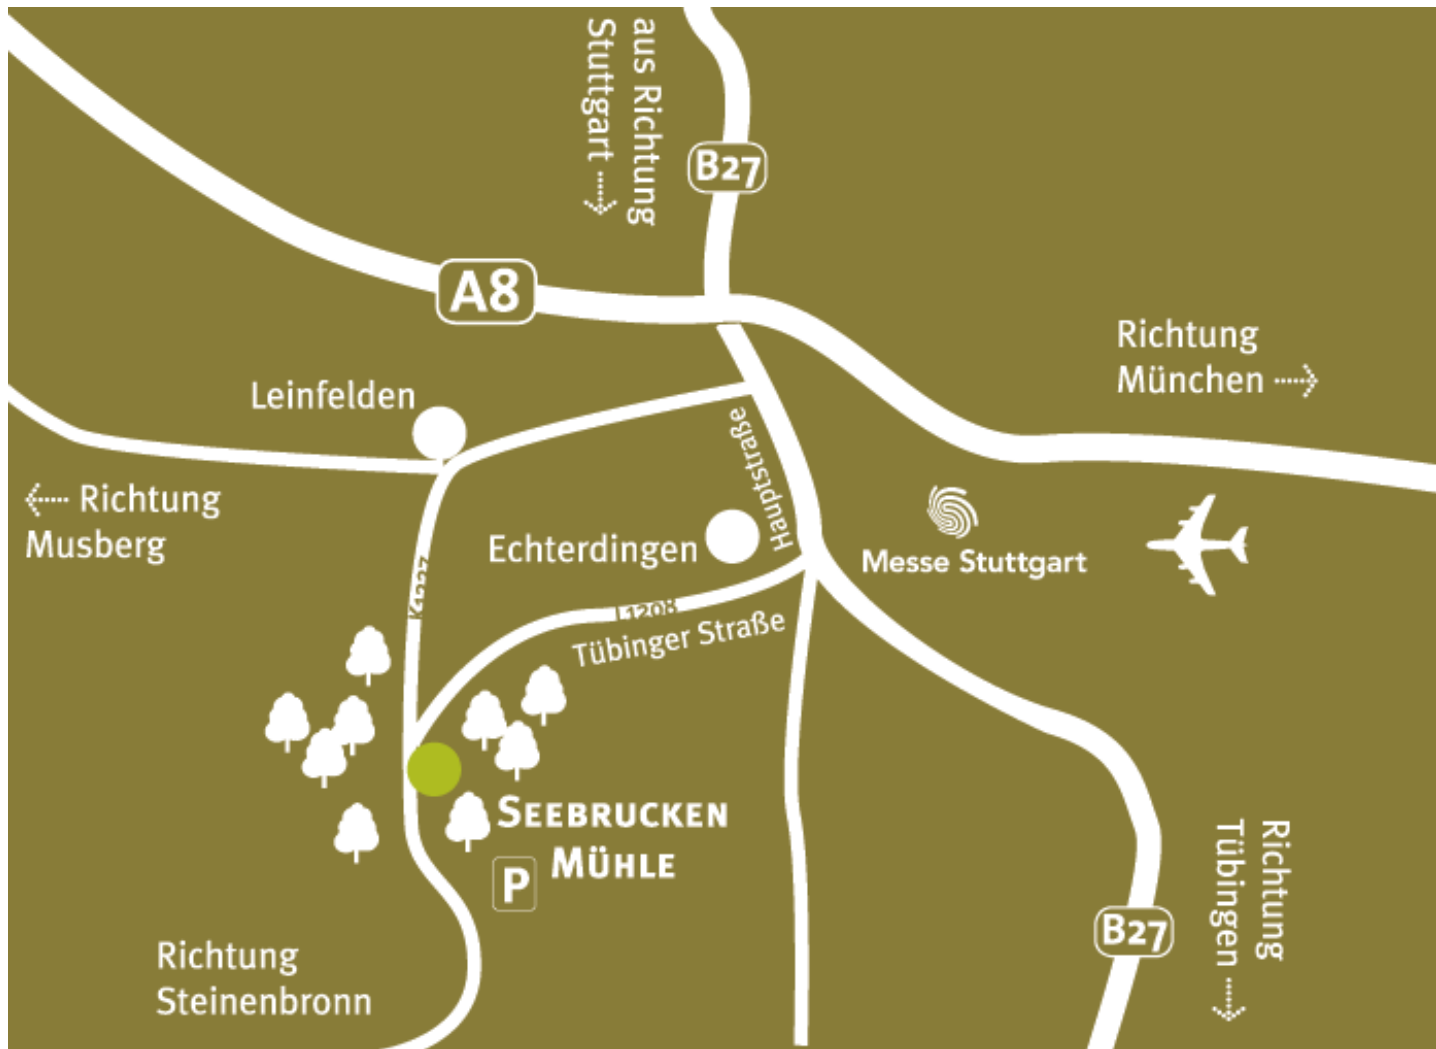 aus Richtung
Stuttgart
B27
A8
Richtung
München
Leinfelden
Richtung
Musberg
Hauptstraße
Echterdingen
Messe Stuttgart
L1208
Tübinger Straße
SEEBRUCKEN
MÜHLE
P
Richtung
Steinenbronn
B27
Richtung
Tübingen